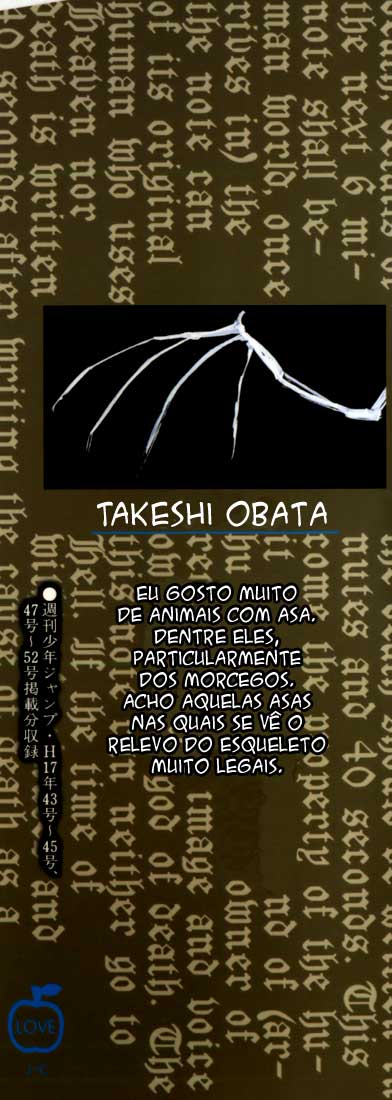 the next 6 mi-
nutes and 40 seconds. This
note shall be-
come the property of the hu-
man world, once
ar-
rives in) the
owner of
the note can
image and voice
of its original
god of
The
human who uses
neither go to
Heaven nor
Hell. If the time of
death is written
and
40 seconds after writing the
of death as a
TAKESHI OBATA
EU GOSTO MUITO
DE ANIMAIS COM ASA.
DENTRE ELES,
PARTICULARMENTE
DOS MORCEGOS.
ACHO AQUELAS ASAS
NAS QUAIS SE VÊ O
RELEVO DO ESQUELETO
MUITO LEGAIS.
●週刊少年ジャンプ・H17年43号〜45号、
47号〜52号掲載分収録
LOVE
J·C